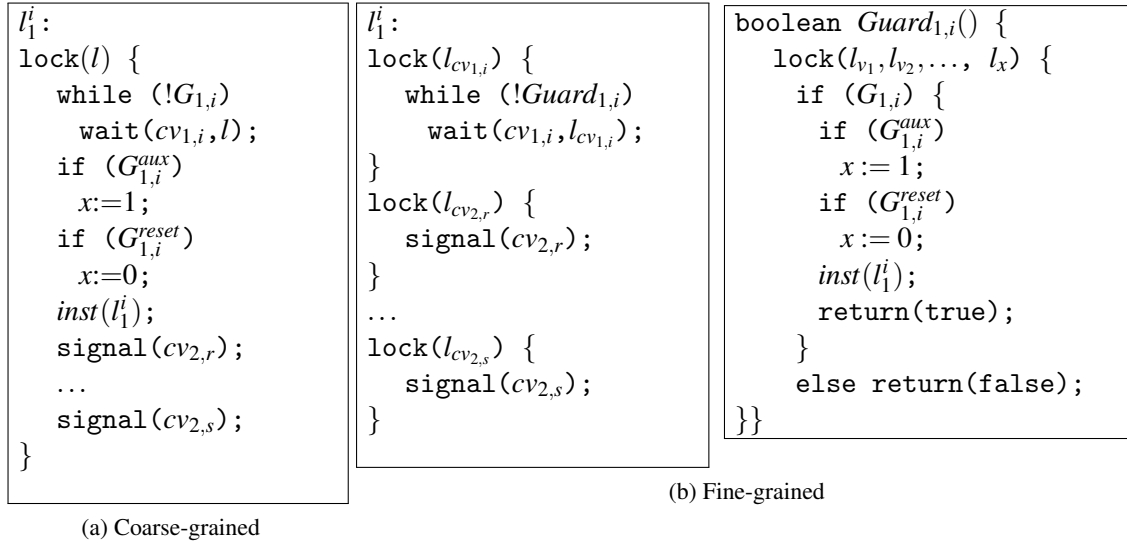 l_1^i:
lock(l) {
while (!G_{1,i})
wait(cv_{1,i},l);
if (G_{1,i}^{aux})
x:=1;
if (G_{1,i}^{reset})
x:=0;
inst(l_1^i);
signal(cv_{2,r});
...
signal(cv_{2,s});
}
(a) Coarse-grained
l_1^i:
lock(l_{cv_{1,i}}) {
while (!Guard_{1,i})
wait(cv_{1,i},l_{cv_{1,i}});
}
lock(l_{cv_{2,r}}) {
signal(cv_{2,r});
}
...
lock(l_{cv_{2,s}}) {
signal(cv_{2,s});
}
boolean Guard_{1,i}() {
lock(l_{v_1},l_{v_2},..., l_x) {
if (G_{1,i}) {
if (G_{1,i}^{aux})
x := 1;
if (G_{1,i}^{reset})
x := 0;
inst(l_1^i);
return(true);
}
else return(false);
}}
(b) Fine-grained